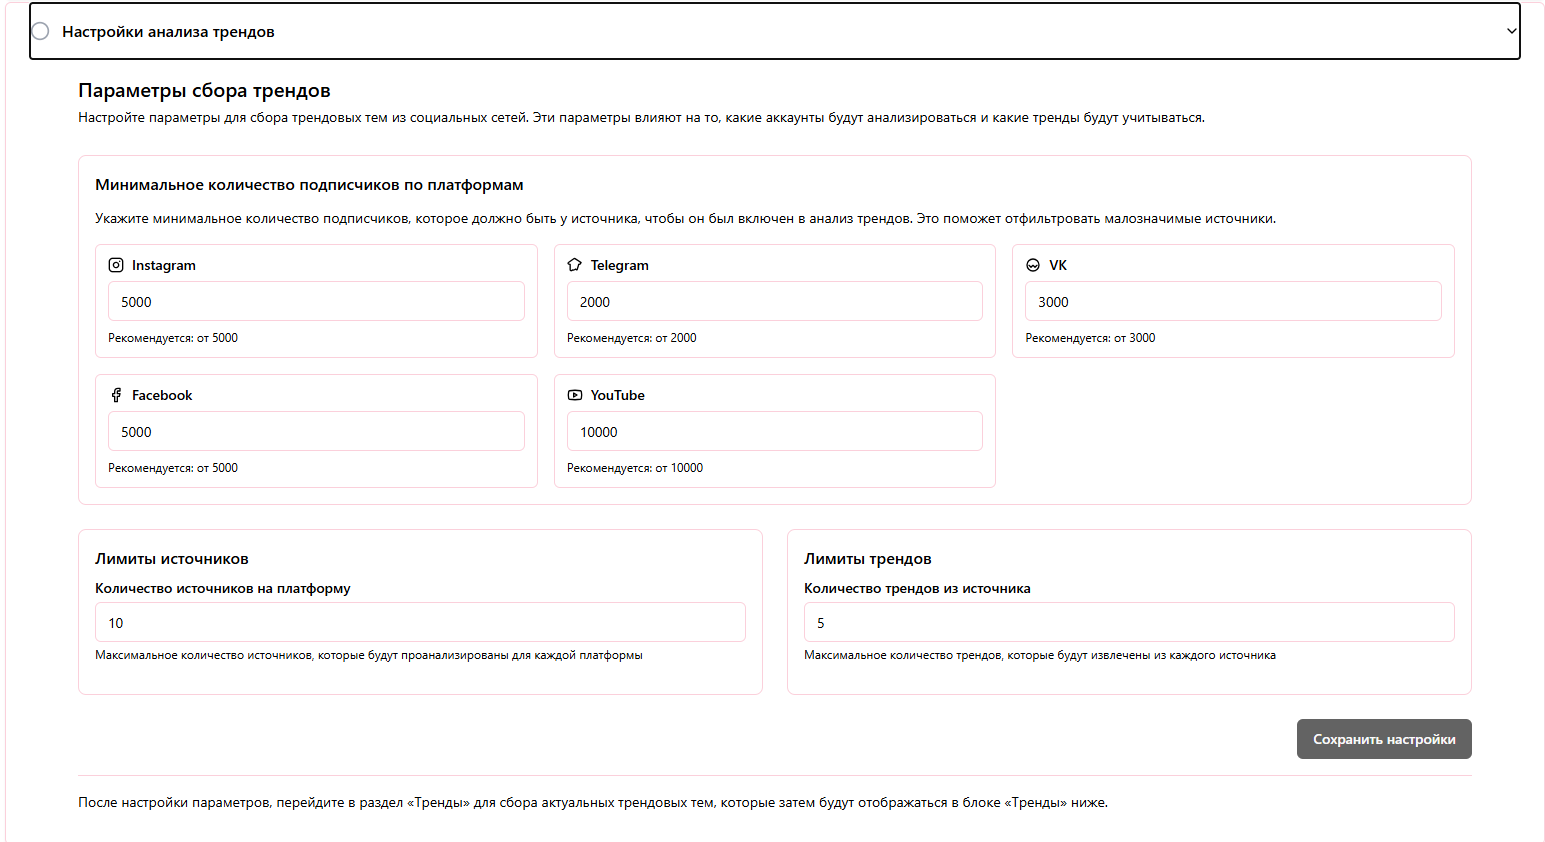 Настройки анализа трендов
Параметры сбора трендов
Настройте параметры для сбора трендовых тем из социальных сетей. Эти параметры влияют на то, какие аккаунты будут анализироваться и какие тренды будут учитываться.
Минимальное количество подписчиков по платформам
Укажите минимальное количество подписчиков, которое должно быть у источника, чтобы он был включен в анализ трендов. Это поможет отфильтровать малозначимые источники.
Instagram
5000
Рекомендуется: от 5000
Telegram
2000
Рекомендуется: от 2000
VK
3000
Рекомендуется: от 3000
Facebook
5000
Рекомендуется: от 5000
YouTube
10000
Рекомендуется: от 10000
Лимиты источников
Количество источников на платформу
10
Максимальное количество источников, которые будут проанализированы для каждой платформы
Лимиты трендов
Количество трендов из источника
5
Максимальное количество трендов, которые будут извлечены из каждого источника
Сохранить настройки
После настройки параметров, перейдите в раздел «Тренды» для сбора актуальных трендовых тем, которые затем будут отображаться в блоке «Тренды» ниже.